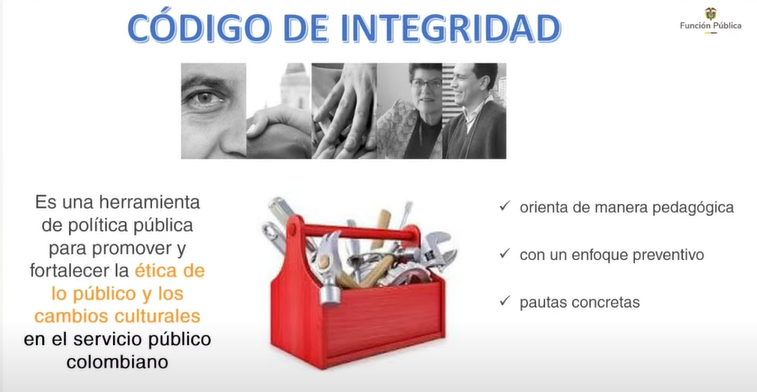 CÓDIGO DE INTEGRIDAD
Función Pública
Es una herramienta
de política pública
para promover y
fortalecer la ética de
lo público y los
cambios culturales
en el servicio público
colombiano
✓ orienta de manera pedagógica
✓ con un enfoque preventivo
✓ pautas concretas